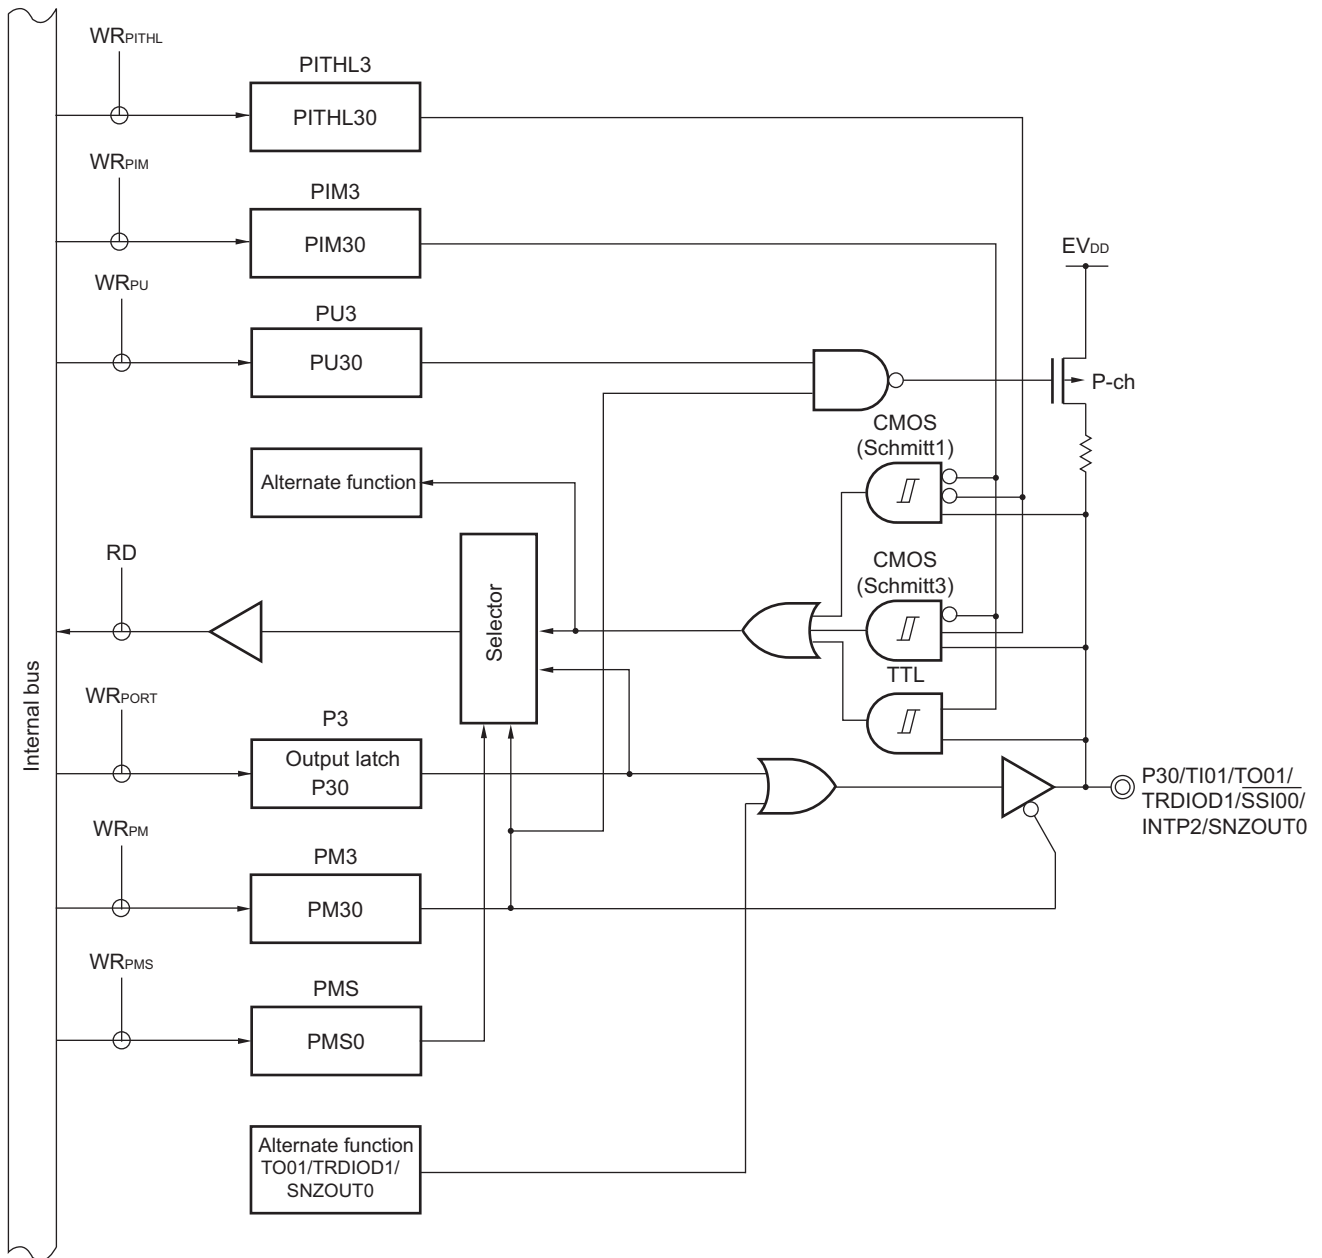 WRPITHL
PITHL3
PITHL30
WRPIM
PIM3
PIM30
EVDD
WRPU
PU3
PU30
P-ch
CMOS
(Schmitt1)
Alternate function
RD
Selector
CMOS
(Schmitt3)
TTL
Internal bus
WRPORT
P3
Output latch
P30
P30/TI01/TO01/
TRDIOD1/SSI00/
INTP2/SNZOUT0
WRPM
PM3
PM30
WRPMS
PMS
PMS0
Alternate function
TO01/TRDIOD1/
SNZOUT0